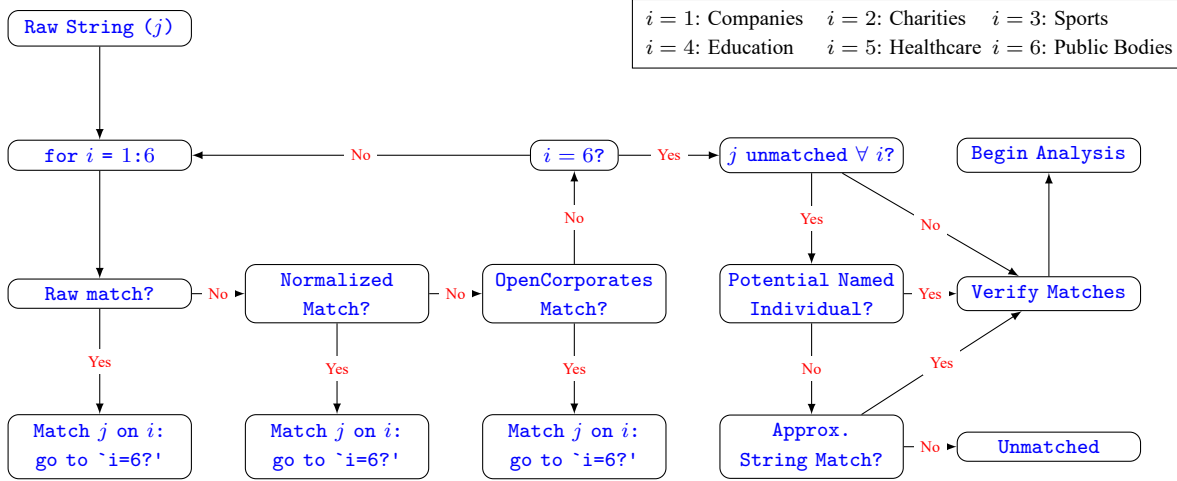 Raw String (j)
i = 1: Companies i = 2: Charities i = 3: Sports
i = 4: Education i = 5: Healthcare i = 6: Public Bodies
for i = 1:6
No
i = 6?
Yes
j unmatched ∀ i?
Begin Analysis
No
Yes
No
Raw match?
No
Normalized
Match?
No
OpenCorporates
Match?
Potential Named
Individual?
Yes
Verify Matches
Yes
Yes
Yes
No
Yes
Match j on i:
go to `i=6?'
Match j on i:
go to `i=6?'
Match j on i:
go to `i=6?'
Approx.
String Match?
No
Unmatched